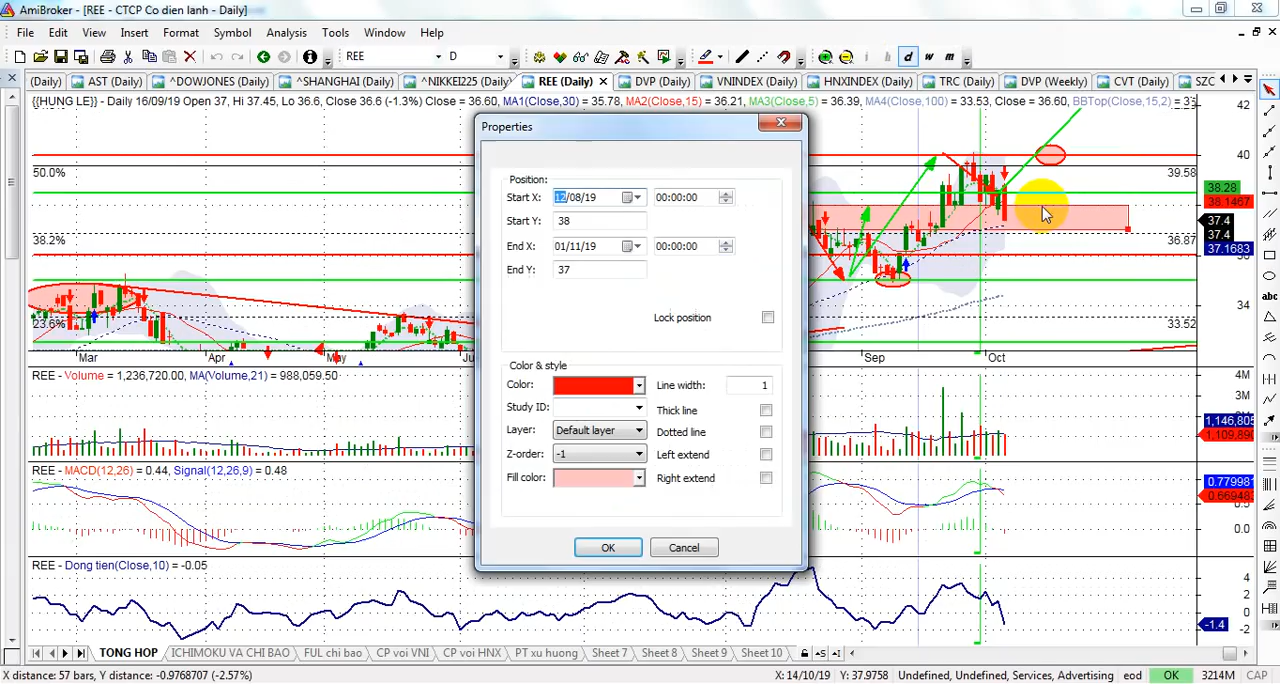 AmiBroker - [REE - CTCP Co dien lanh - Daily]
File Edit View Insert Format Symbol Analysis Tools Window Help
REE D
(Daily) AST (Daily) ^DOWJONES (Daily) ^SHANGHAI (Daily) ^NIKKEI225 (Daily) REE (Daily) DVP (Daily) VNINDEX (Daily) HNXINDEX (Daily) TRC (Daily) DVP (Weekly) CVT (Daily) SZC
{{HUNG LE}} - Daily 16/09/19 Open 37, Hi 37.45, Lo 36.6, Close 36.6 (-1.3%) Close = 36.60, MA1(Close,30) = 35.78, MA2(Close,15) = 36.21, MA3(Close,5) = 36.39, MA4(Close,100) = 33.53, Close = 36.60, BBTop(Close,15,2) = 37
42
40
50.0%
39.58
38.28
38.1467
37.4
37.4
38.2%
36.87
37.1683
34
23.6%
33.52
Mar Apr May Sep Oct
Properties
Position:
Start X: 12/08/19 00:00:00
Start Y: 38
End X: 01/11/19 00:00:00
End Y: 37
Lock position
Color & style
Color: Line width: 1
Study ID: Thick line
Layer: Default layer Dotted line
Z-order: -1 Left extend
Fill color: Right extend
OK Cancel
REE - Volume = 1,236,720.00, MA(Volume,21) = 988,059.50
4M
3M
1,146,805
1,109,890
REE - MACD(12,26) = 0.44, Signal(12,26,9) = 0.48
0.779981
0.669483
0.0
REE - Dong tien(Close,10) = -0.05
4
2
0
-1.4
-2
TONG HOP ICHIMOKU VA CHI BAO FUL chi bao CP voi VNI CP voi HNX PT xu huong Sheet 7 Sheet 8 Sheet 9 Sheet 10
X distance: 57 bars, Y distance: -0.9768707 (-2.57%) X: 14/10/19 Y: 37.9758 Undefined, Undefined, Services, Advertising eod OK 3214M CAP